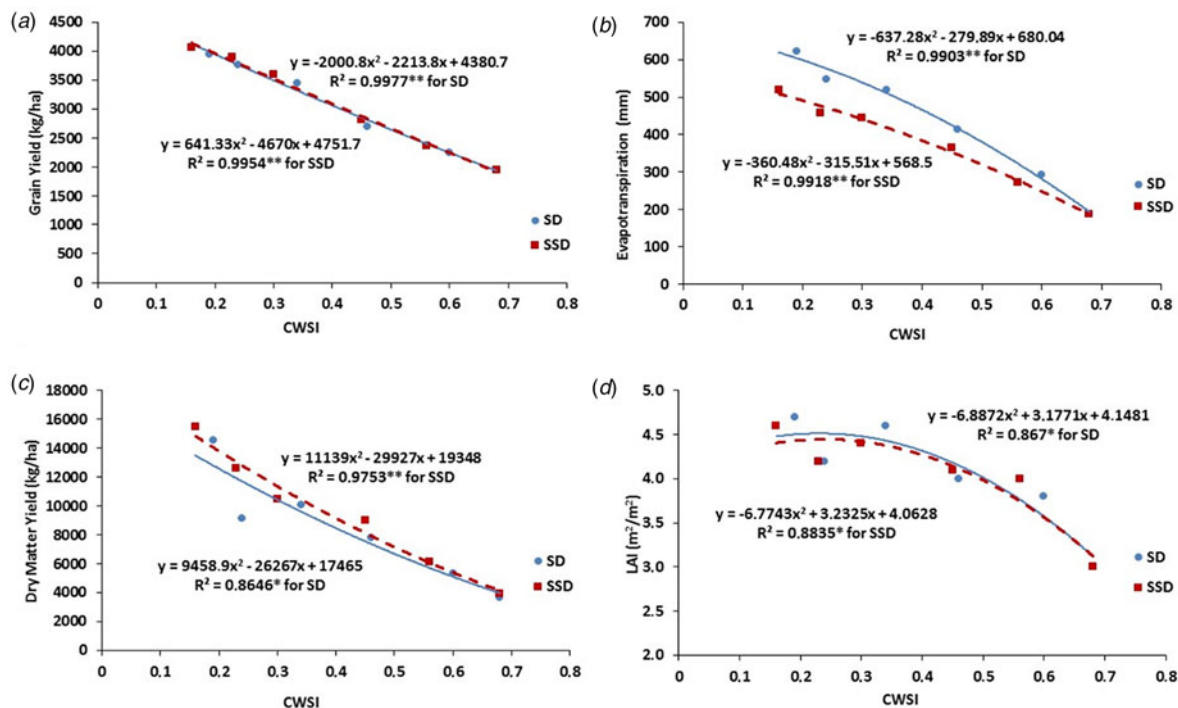 (a)
4500
4000
3500
3000
2500
2000
1500
1000
500
0
Grain Yield (kg/ha)
y = -2000.8x² - 2213.8x + 4380.7
R² = 0.9977** for SD
y = 641.33x² - 4670x + 4751.7
R² = 0.9954** for SSD
SD
SSD
0 0.1 0.2 0.3 0.4 0.5 0.6 0.7 0.8
CWSI
(b)
700
600
500
400
300
200
100
0
Evapotranspiration (mm)
y = -637.28x² - 279.89x + 680.04
R² = 0.9903** for SD
y = -360.48x² - 315.51x + 568.5
R² = 0.9918** for SSD
SD
SSD
0 0.1 0.2 0.3 0.4 0.5 0.6 0.7 0.8
CWSI
(c)
18000
16000
14000
12000
10000
8000
6000
4000
2000
0
Dry Matter Yield (kg/ha)
y = 11139x² - 29927x + 19348
R² = 0.9753** for SSD
y = 9458.9x² - 26267x + 17465
R² = 0.8646* for SD
SD
SSD
0 0.1 0.2 0.3 0.4 0.5 0.6 0.7 0.8
CWSI
(d)
5.0
4.5
4.0
3.5
3.0
2.5
2.0
LAI (m²/m²)
y = -6.8872x² + 3.1771x + 4.1481
R² = 0.867* for SD
y = -6.7743x² + 3.2325x + 4.0628
R² = 0.8835* for SSD
SD
SSD
0 0.1 0.2 0.3 0.4 0.5 0.6 0.7 0.8
CWSI